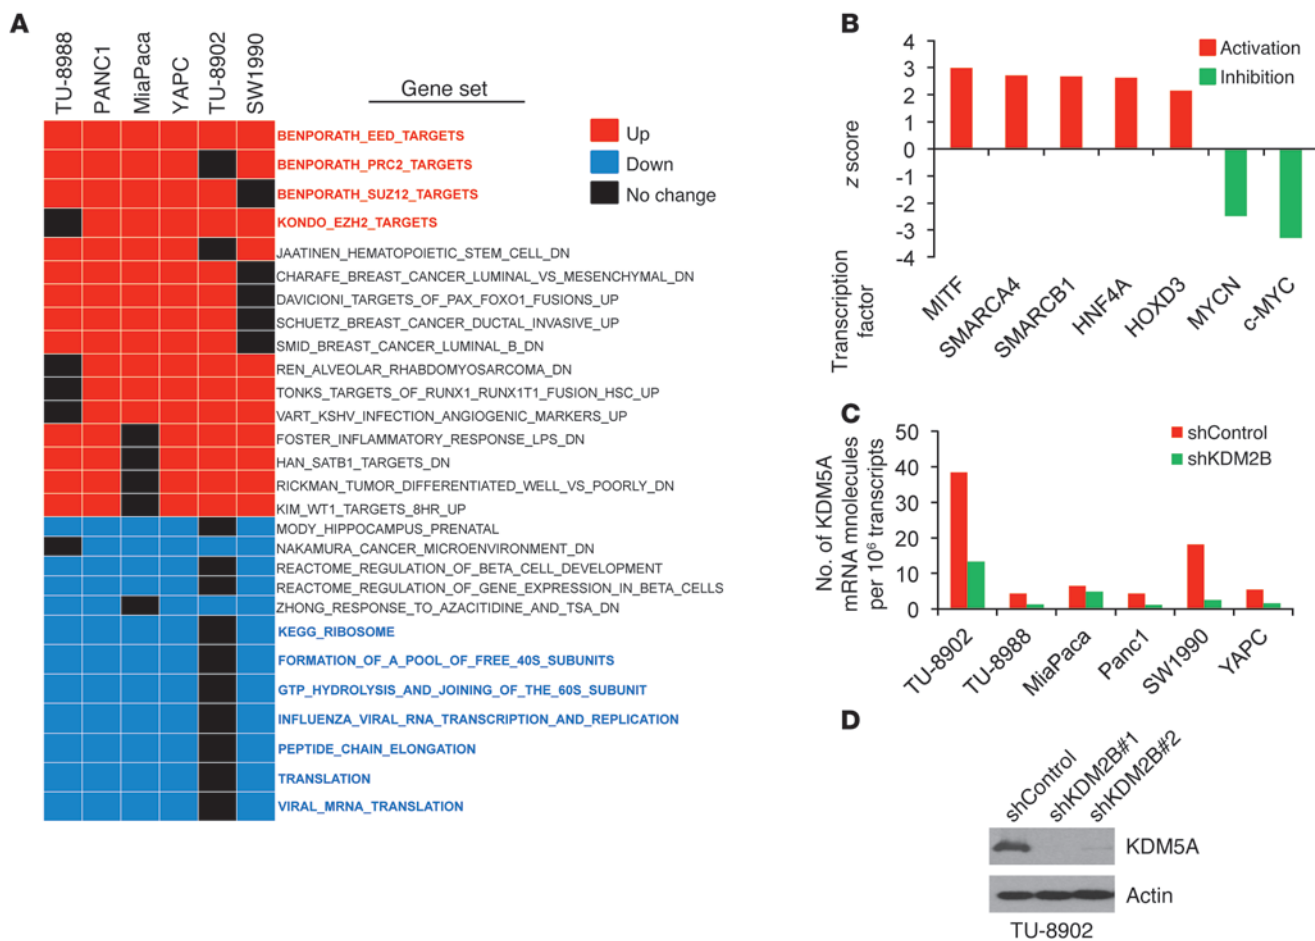 A
TU-8988
PANC1
MiaPaca
YAPC
TU-8902
SW1990
Gene set
BENPORATH_EED_TARGETS
BENPORATH_PRC2_TARGETS
BENPORATH_SUZ12_TARGETS
KONDO_EZH2_TARGETS
JAATINEN_HEMATOPOIETIC_STEM_CELL_DN
CHARAFE_BREAST_CANCER_LUMINAL_VS_MESENCHYMAL_DN
DAVICIONI_TARGETS_OF_PAX_FOXO1_FUSIONS_UP
SCHUETZ_BREAST_CANCER_DUCTAL_INVASIVE_UP
SMID_BREAST_CANCER_LUMINAL_B_DN
REN_ALVEOLAR_RHABDOMYOSARCOMA_DN
TONKS_TARGETS_OF_RUNX1_RUNX1T1_FUSION_HSC_UP
VART_KSHV_INFECTION_ANGIOGENIC_MARKERS_UP
FOSTER_INFLAMMATORY_RESPONSE_LPS_DN
HAN_SATB1_TARGETS_DN
RICKMAN_TUMOR_DIFFERENTIATED_WELL_VS_POORLY_DN
KIM_WT1_TARGETS_8HR_UP
MODY_HIPPOCAMPUS_PRENATAL
NAKAMURA_CANCER_MICROENVIRONMENT_DN
REACTOME_REGULATION_OF_BETA_CELL_DEVELOPMENT
REACTOME_REGULATION_OF_GENE_EXPRESSION_IN_BETA_CELLS
ZHONG_RESPONSE_TO_AZACITIDINE_AND_TSA_DN
KEGG_RIBOSOME
FORMATION_OF_A_POOL_OF_FREE_40S_SUBUNITS
GTP_HYDROLYSIS_AND_JOINING_OF_THE_60S_SUBUNIT
INFLUENZA_VIRAL_RNA_TRANSCRIPTION_AND_REPLICATION
PEPTIDE_CHAIN_ELONGATION
TRANSLATION
VIRAL_MRNA_TRANSLATION
Up
Down
No change
B
4
3
2
1
0
-1
-2
-3
-4
z score
Activation
Inhibition
Transcription
factor
MITF
SMARCA4
SMARCB1
HNF4A
HOXD3
MYCN
c-MYC
C
No. of KDM5A
mRNA mnolecules
per 10⁶ transcripts
50
40
30
20
10
0
shControl
shKDM2B
TU-8902
TU-8988
MiaPaca
Panc1
SW1990
YAPC
D
shControl
shKDM2B#1
shKDM2B#2
KDM5A
Actin
TU-8902